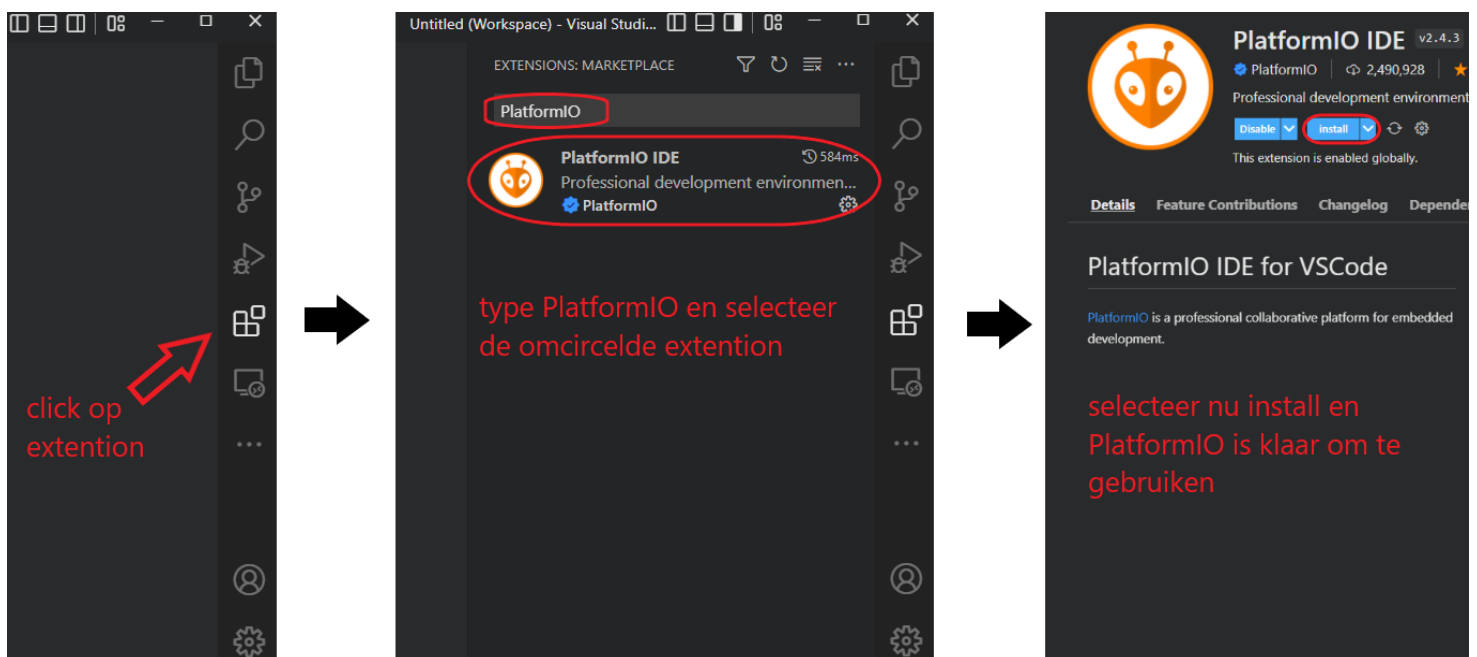 click op
extention
Untitled (Workspace) - Visual Studi...
EXTENSIONS: MARKETPLACE
PlatformIO
PlatformIO IDE 584ms
Professional development environmen...
PlatformIO
type PlatformIO en selecteer
de omcircelde extention
PlatformIO IDE v2.4.3
PlatformIO 2,490,928
Professional development environment
Disable install
This extension is enabled globally.
Details Feature Contributions Changelog Depende
PlatformIO IDE for VSCode
PlatformIO is a professional collaborative platform for embedded
development.
selecteer nu install en
PlatformIO is klaar om te
gebruiken